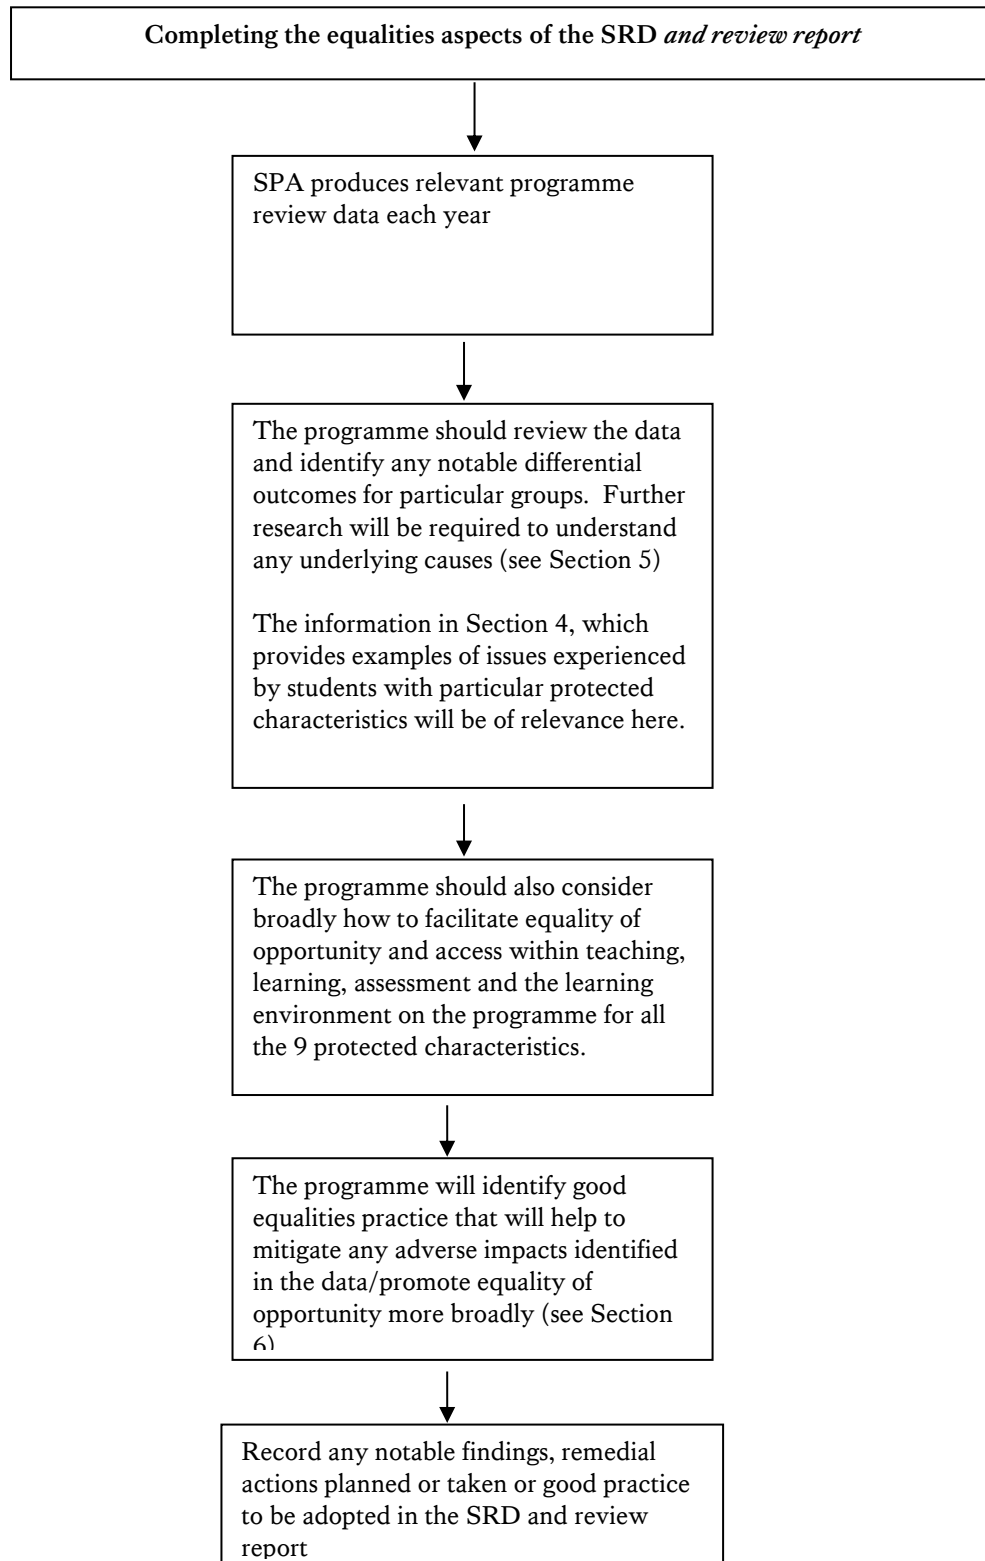 Completing the equalities aspects of the SRD and review report
SPA produces relevant programme
review data each year
The programme should review the data
and identify any notable differential
outcomes for particular groups.  Further
research will be required to understand
any underlying causes (see Section 5)
The information in Section 4, which
provides examples of issues experienced
by students with particular protected
characteristics will be of relevance here.
The programme should also consider
broadly how to facilitate equality of
opportunity and access within teaching,
learning, assessment and the learning
environment on the programme for all
the 9 protected characteristics.
The programme will identify good
equalities practice that will help to
mitigate any adverse impacts identified
in the data/promote equality of
opportunity more broadly (see Section
6)
Record any notable findings, remedial
actions planned or taken or good practice
to be adopted in the SRD and review
report